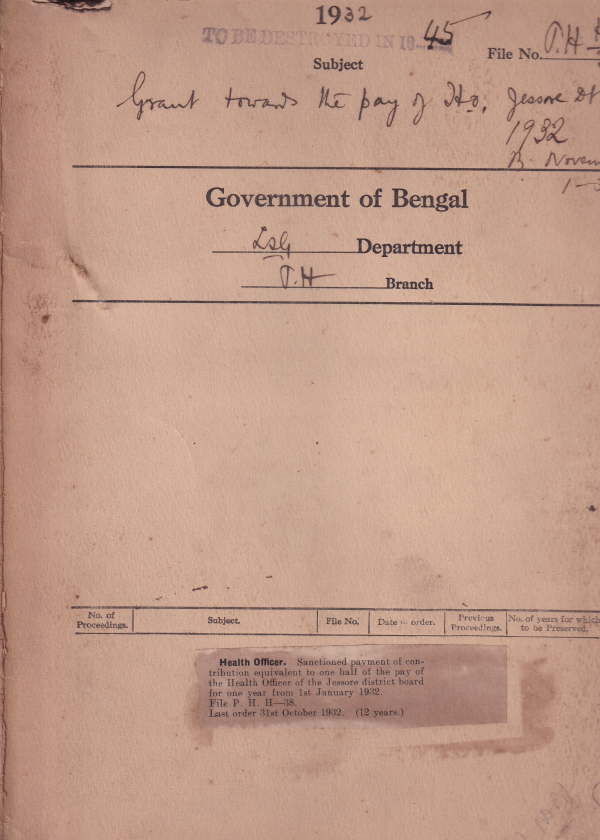 1932
TO BE DESTROYED IN 19 45
File No. P.H
Subject
Grant towards the pay of H.O. Jessore Dt
1932
B. Novem
Government of Bengal
LSG Department
P.H Branch
No. of Proceedings. Subject. File No. Date of order. Previous Proceedings. No. of years for which to be Preserved.
Health Officer. Sanctioned payment of con-
tribution equivalent to one half of the pay of
the Health Officer of the Jessore district board
for one year from 1st January 1932.
File P. H. H—38.
Last order 31st October 1932. (12 years.)